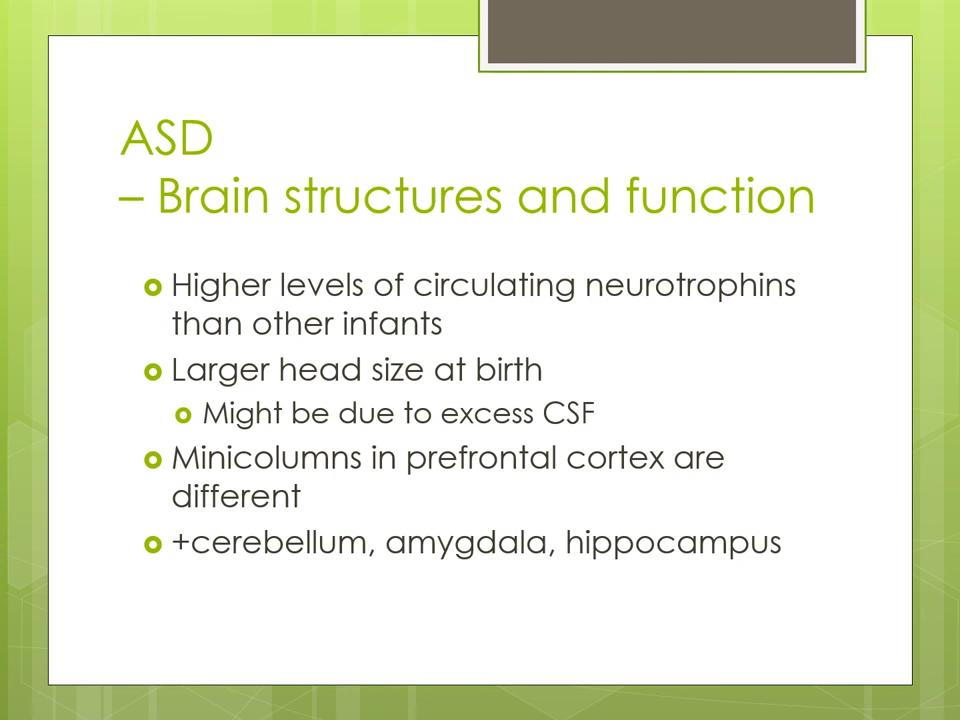 ASD
– Brain structures and function
Higher levels of circulating neurotrophins
than other infants
Larger head size at birth
Might be due to excess CSF
Minicolumns in prefrontal cortex are
different
+cerebellum, amygdala, hippocampus